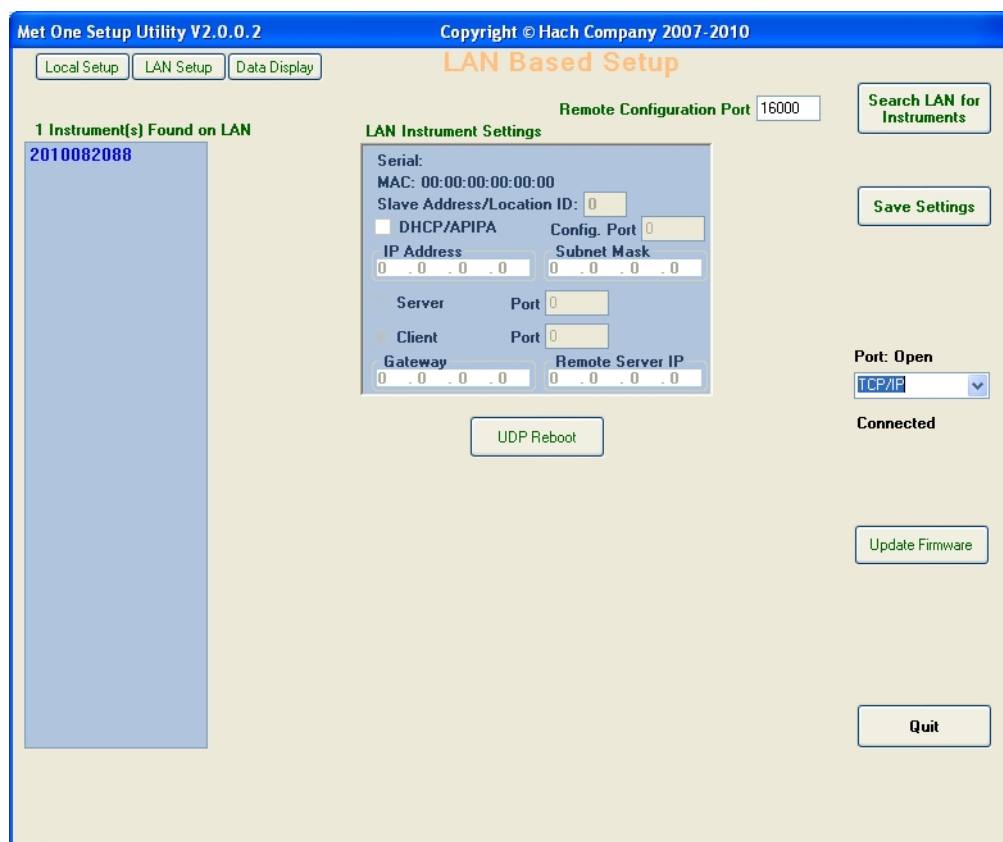 Met One Setup Utility V2.0.0.2 Copyright © Hach Company 2007-2010
Local Setup LAN Setup Data Display
LAN Based Setup
Remote Configuration Port 16000
Search LAN for
Instruments
1 Instrument(s) Found on LAN
2010082088
LAN Instrument Settings
Serial:
MAC: 00:00:00:00:00:00
Slave Address/Location ID: 0
DHCP/APIPA Config. Port 0
IP Address Subnet Mask
0 . 0 . 0 . 0 0 . 0 . 0 . 0
Server Port 0
Client Port 0
Gateway Remote Server IP
0 . 0 . 0 . 0 0 . 0 . 0 . 0
UDP Reboot
Save Settings
Port: Open
TCP/IP
Connected
Update Firmware
Quit